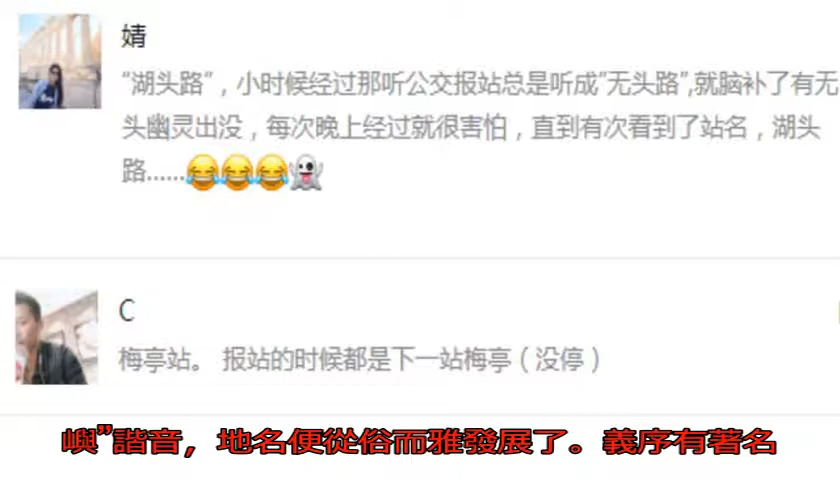 婧
“湖头路”，小时候经过那听公交报站总是听成”无头路”,就脑补了有无
头幽灵出没，每次晚上经过就很害怕，直到有次看到了站名，湖头
路......😂😂😂👻
C
梅亭站。 报站的时候都是下一站梅亭（没停）
嶼”諧音，地名便從俗而雅發展了。義序有著名